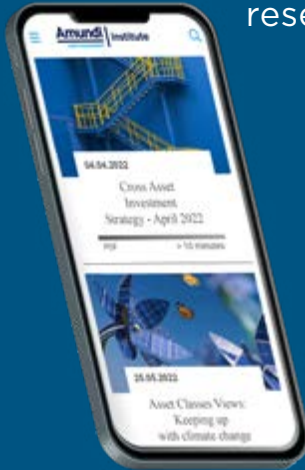 rese
Amundi Institute
04.04.2022
Cross Asset
Investment
Strategy - April 2022
PDF > 10 minutes
25.05.2022
Asset Classes Views:
Keeping up
with climate change